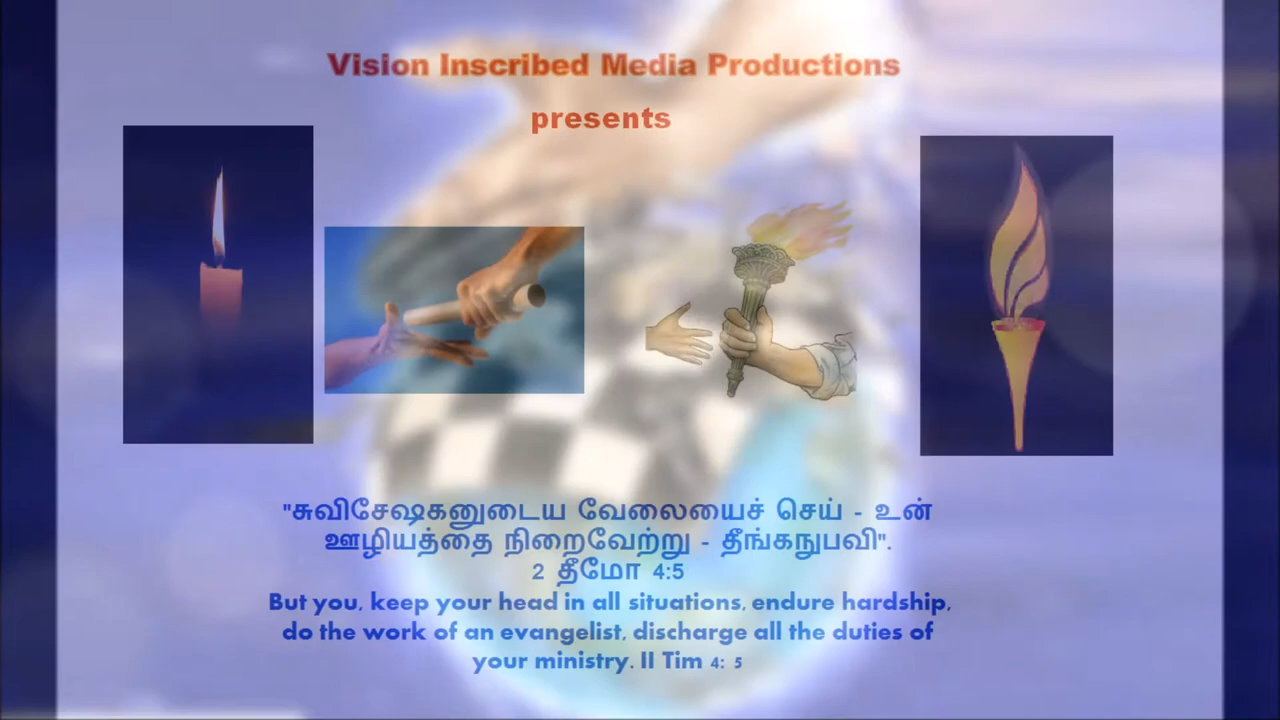 Vision Inscribed Media Productions
presents
"சுவிசேஷகனுடைய வேலையைச் செய் - உன்
ஊழியத்தை நிறைவேற்று - தீங்கநுபவி".
2 தீமோ 4:5
But you, keep your head in all situations, endure hardship,
do the work of an evangelist, discharge all the duties of
your ministry. II Tim 4: 5